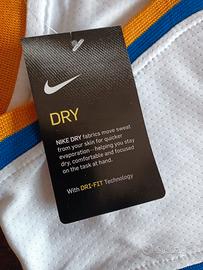 DRY
NIKE DRY fabrics move sweat
from your skin for quicker
evaporation – helping you stay
dry, comfortable and focused
on the task at hand.
With DRI-FIT Technology